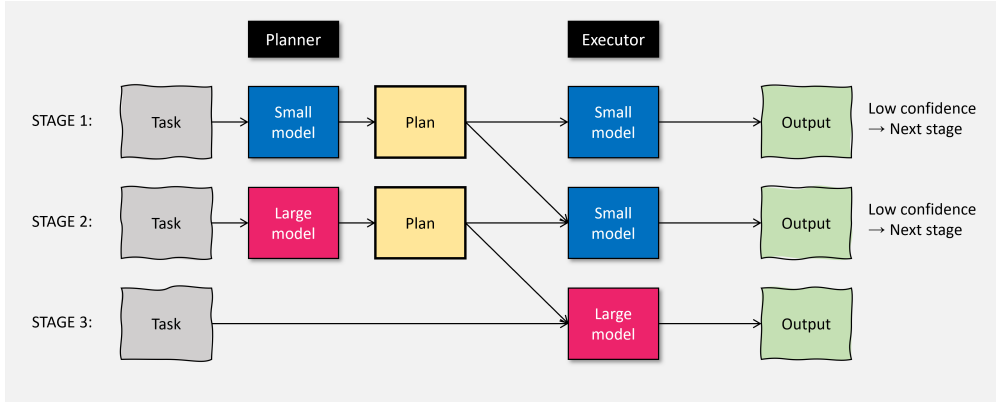 Planner
Executor
STAGE 1:
Task
Small
model
Plan
Small
model
Output
Low confidence
→ Next stage
STAGE 2:
Task
Large
model
Plan
Small
model
Output
Low confidence
→ Next stage
STAGE 3:
Task
Large
model
Output